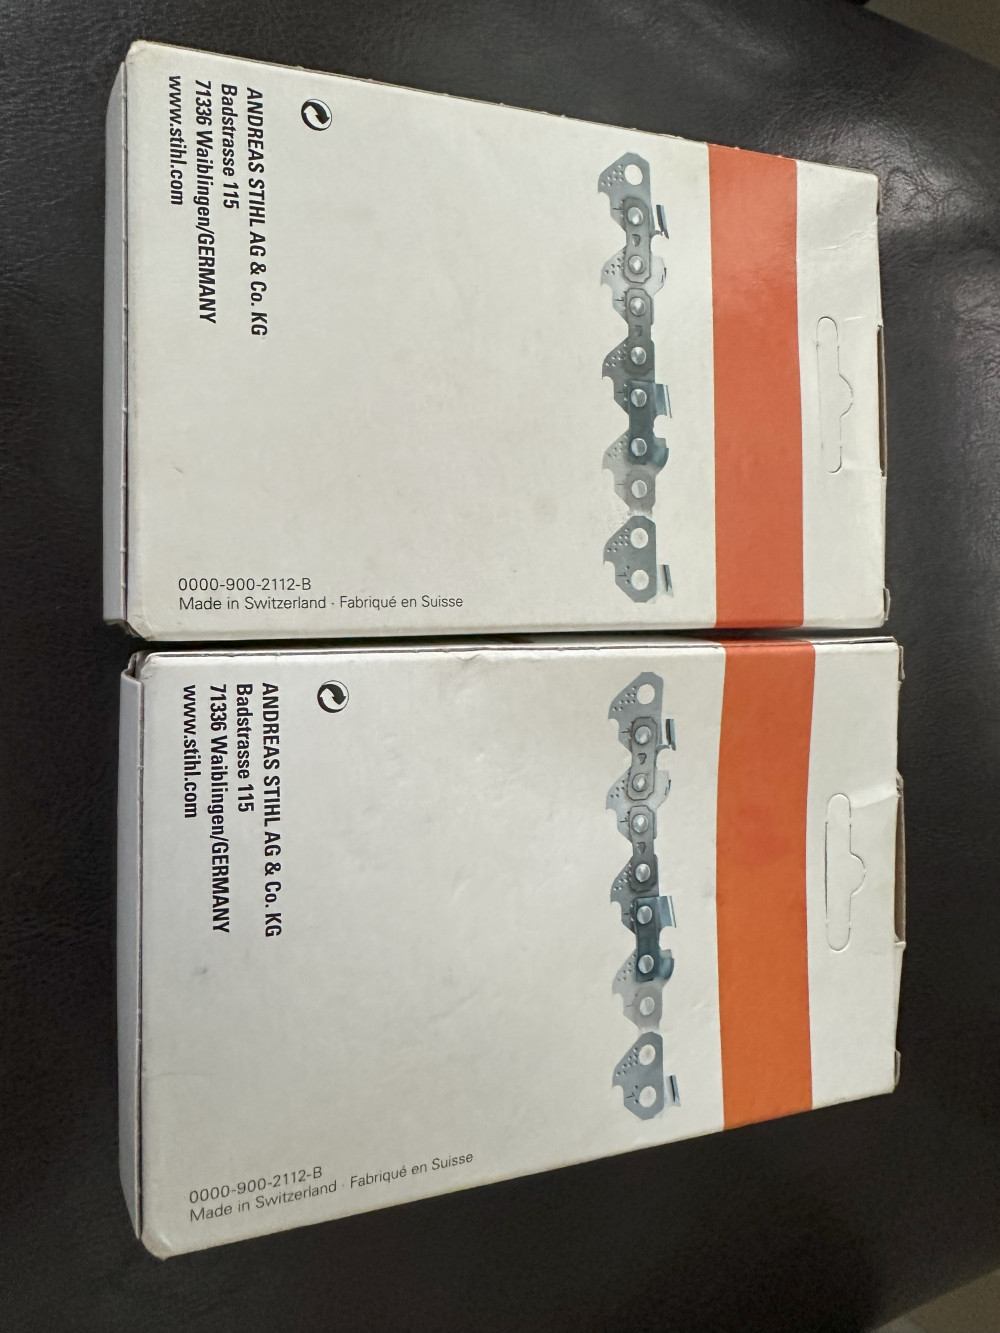 ANDREAS STIHL AG & Co. KG
Badstrasse 115
71336 Waiblingen/GERMANY
www.stihl.com
0000-900-2112-B
Made in Switzerland · Fabriqué en Suisse
ANDREAS STIHL AG & Co. KG
Badstrasse 115
71336 Waiblingen/GERMANY
www.stihl.com
0000-900-2112-B
Made in Switzerland · Fabriqué en Suisse